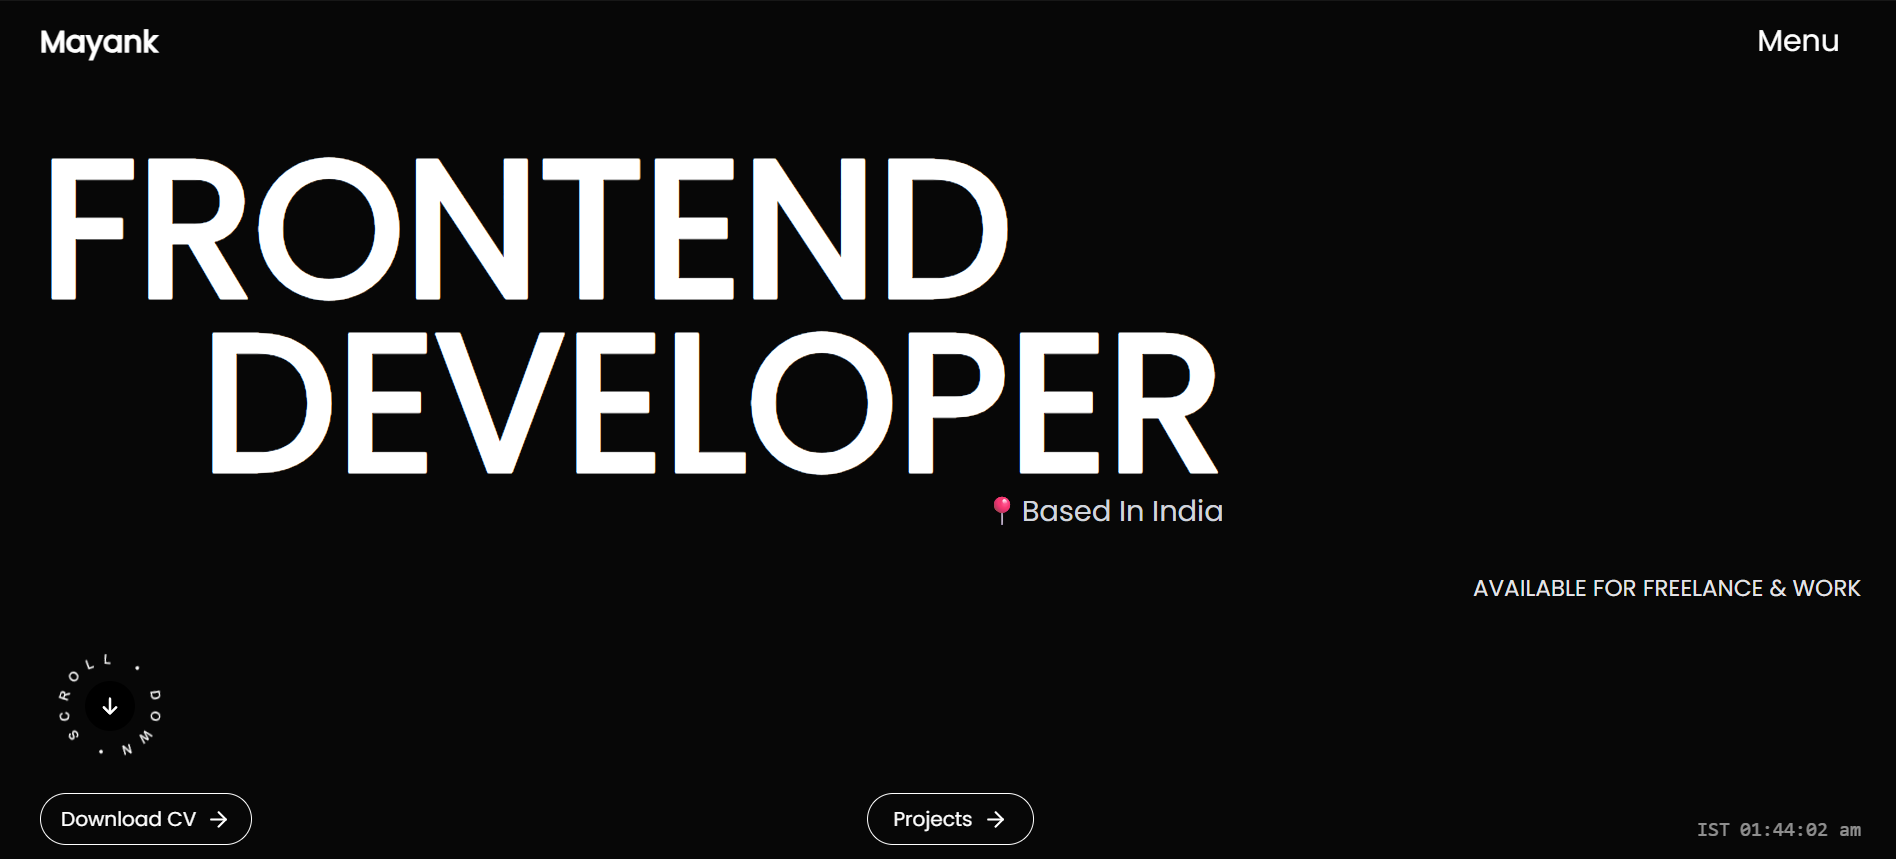 Mayank
Menu
FRONTEND
DEVELOPER
📍 Based In India
AVAILABLE FOR FREELANCE & WORK
SCROLL • DOWN •
Download CV →
Projects →
IST 01:44:02 am